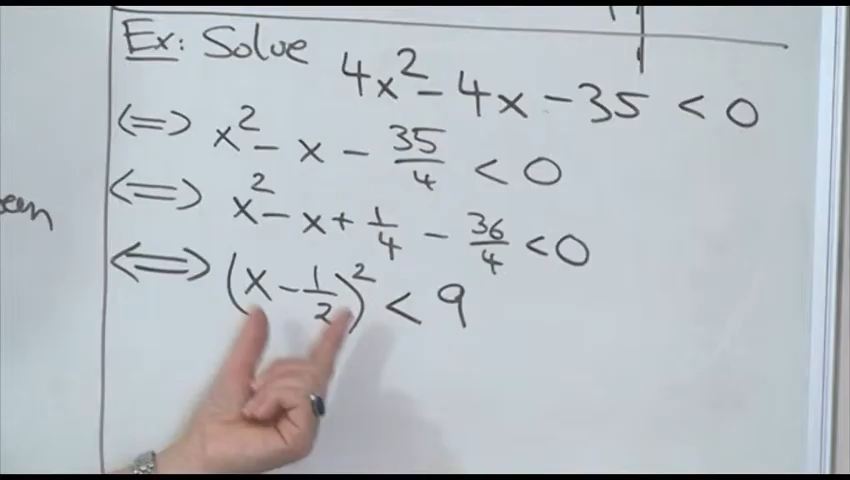 Ex: Solve
4x² - 4x - 35 < 0
⇔ x² - x - 35/4 < 0
⇔ x² - x + 1/4 - 36/4 < 0
⇔ (x - 1/2)² < 9